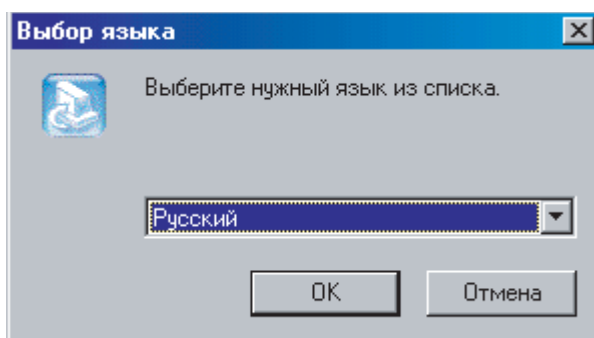 Выбор языка
Выберите нужный язык из списка.
Русский
OK
Отмена